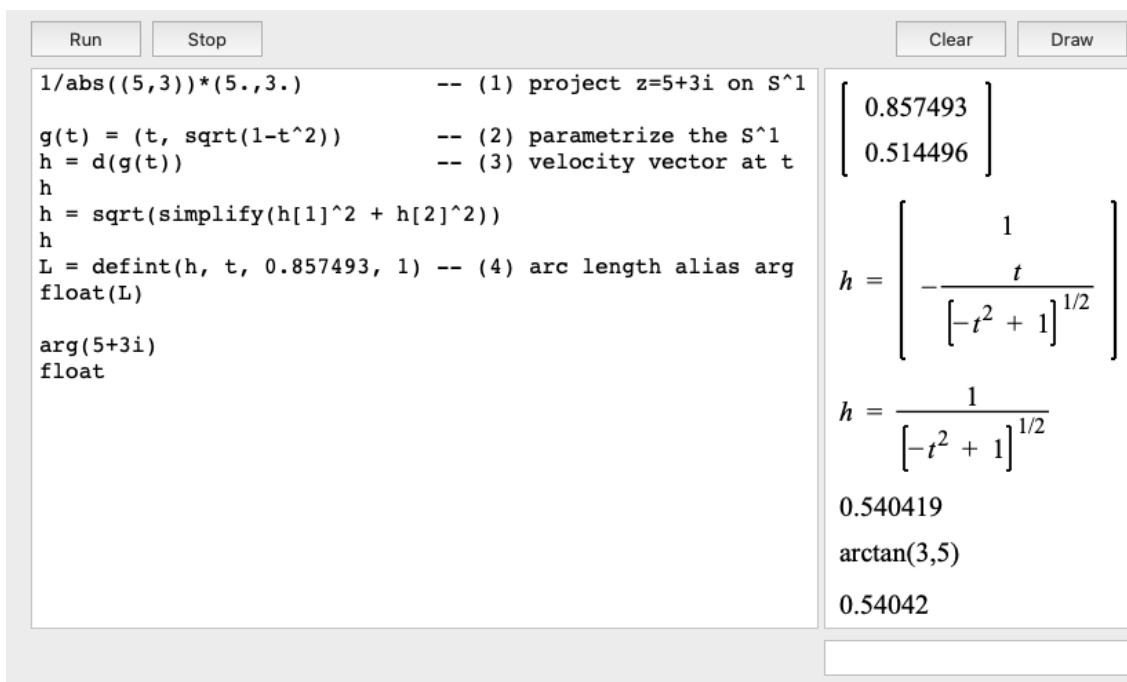 Run Stop Clear Draw
1/abs((5,3))*(5.,3.) -- (1) project z=5+3i on S^1
g(t) = (t, sqrt(1-t^2)) -- (2) parametrize the S^1
h = d(g(t)) -- (3) velocity vector at t
h
h = sqrt(simplify(h[1]^2 + h[2]^2))
h
L = defint(h, t, 0.857493, 1) -- (4) arc length alias arg
float(L)
arg(5+3i)
float
0.857493
0.514496
h = [ 1
- t / [-t² + 1]^1/2 ]
h = 1 / [-t² + 1]^1/2
0.540419
arctan(3,5)
0.54042